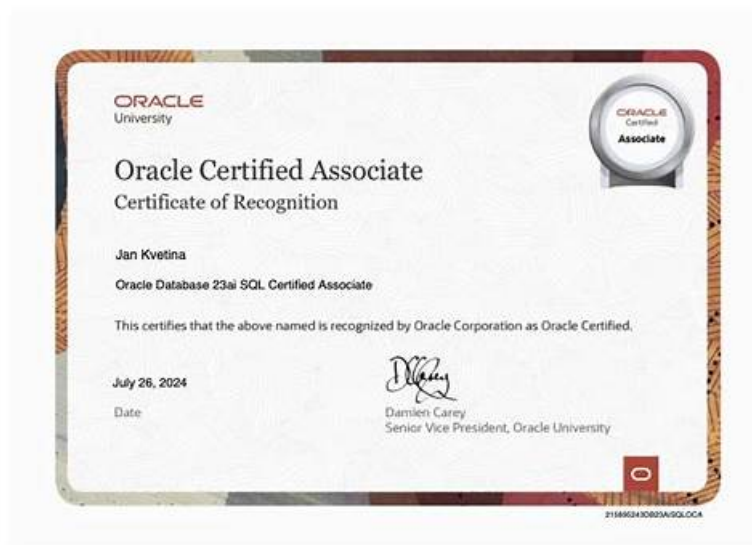 ORACLE
University
ORACLE
Certified
Associate
Oracle Certified Associate
Certificate of Recognition
Jan Kvetina
Oracle Database 23ai SQL Certified Associate
This certifies that the above named is recognized by Oracle Corporation as Oracle Certified.
July 26, 2024
Date
Damien Carey
Senior Vice President, Oracle University